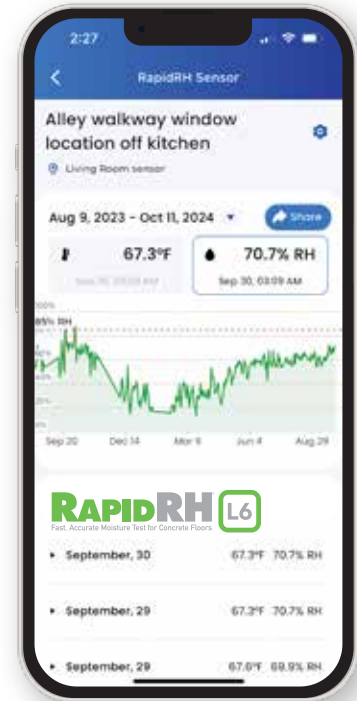 2:27
RapidRH Sensor
Alley walkway window
location off kitchen
Living Room sensor
Aug 9, 2023 - Oct 11, 2024
Share
67.3°F
70.7% RH
Sep 30, 03:09 AM
100%
85% RH
Sep 20 Dec 14 Mar 9 Jun 4 Aug 29
RAPIDRH L6
Fast, Accurate Moisture Test for Concrete Floors
September, 30 67.3°F 70.7% RH
September, 29 67.3°F 70.7% RH
September, 29 67.6°F 69.9% RH